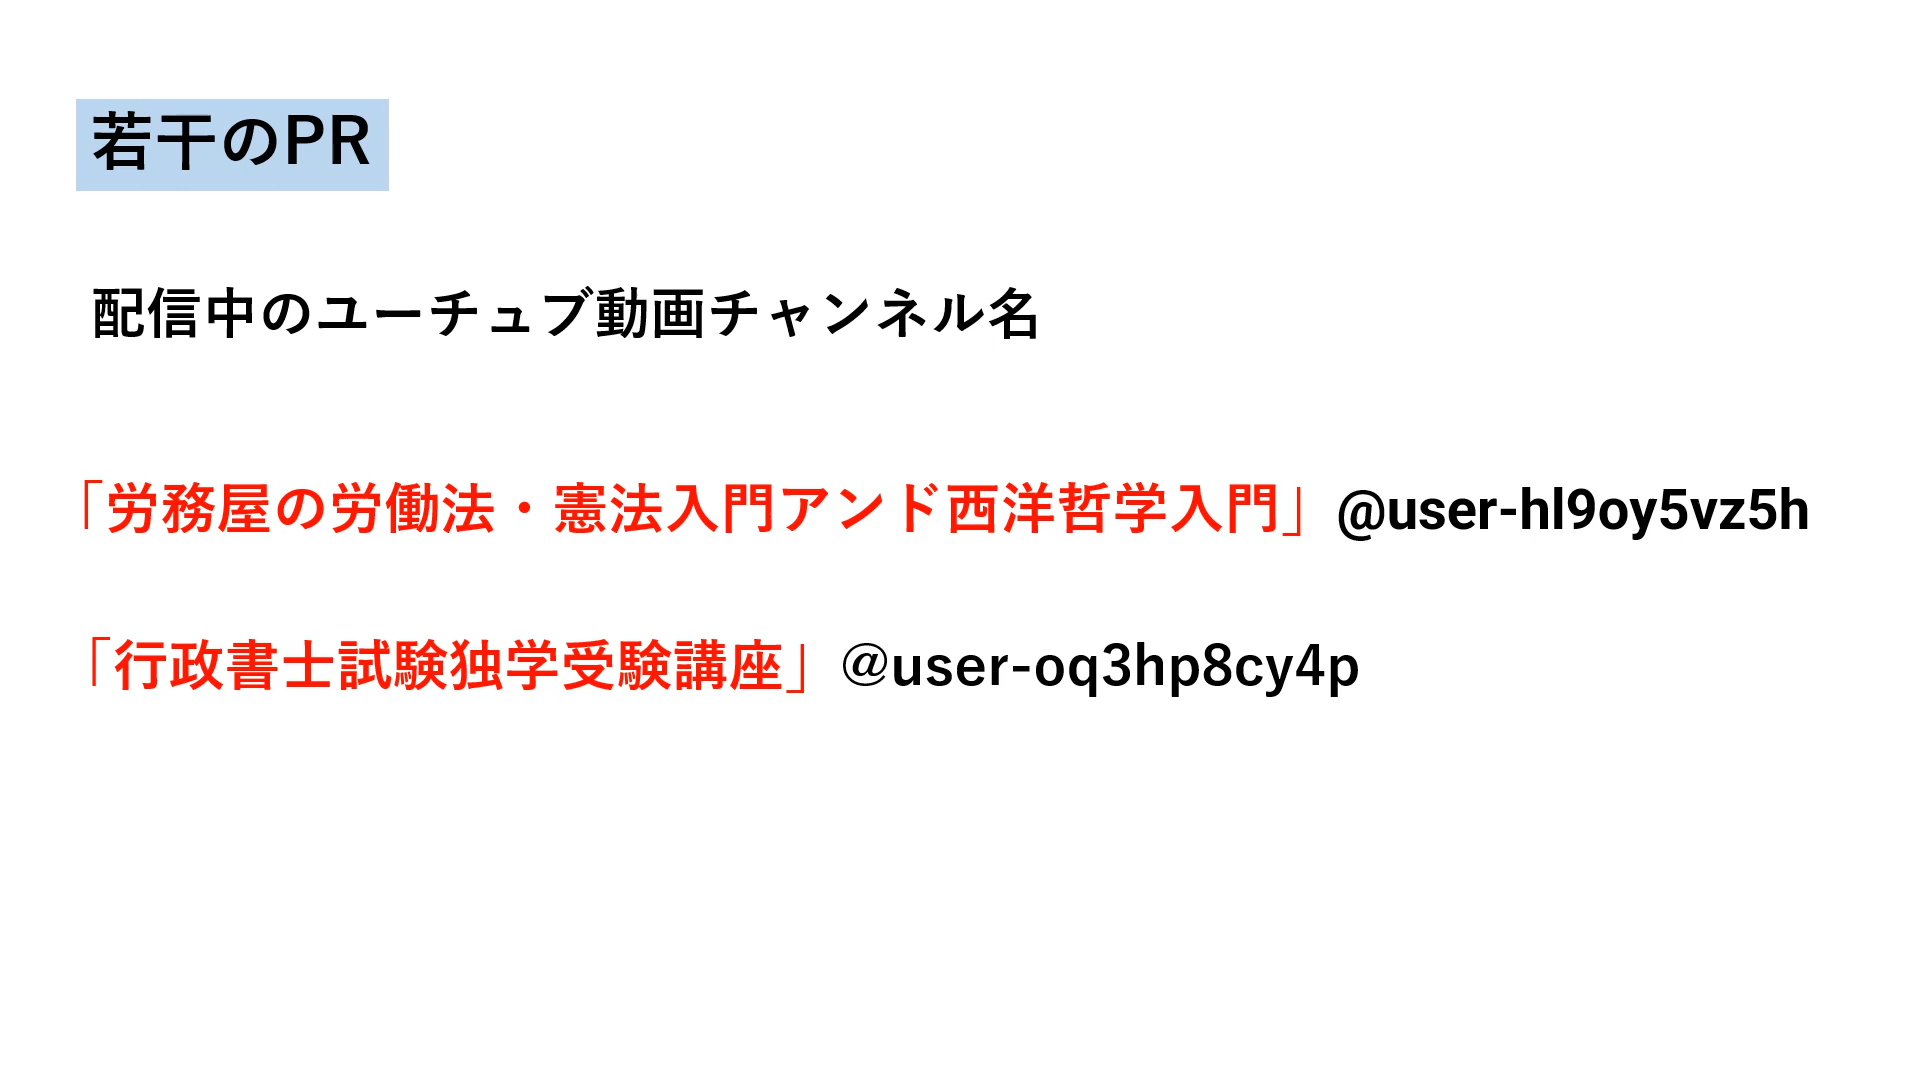 若干のPR
配信中のユーチュブ動画チャンネル名
「労務屋の労働法・憲法入門アンド西洋哲学入門」@user-hl9oy5vz5h
「行政書士試験独学受験講座」@user-oq3hp8cy4p